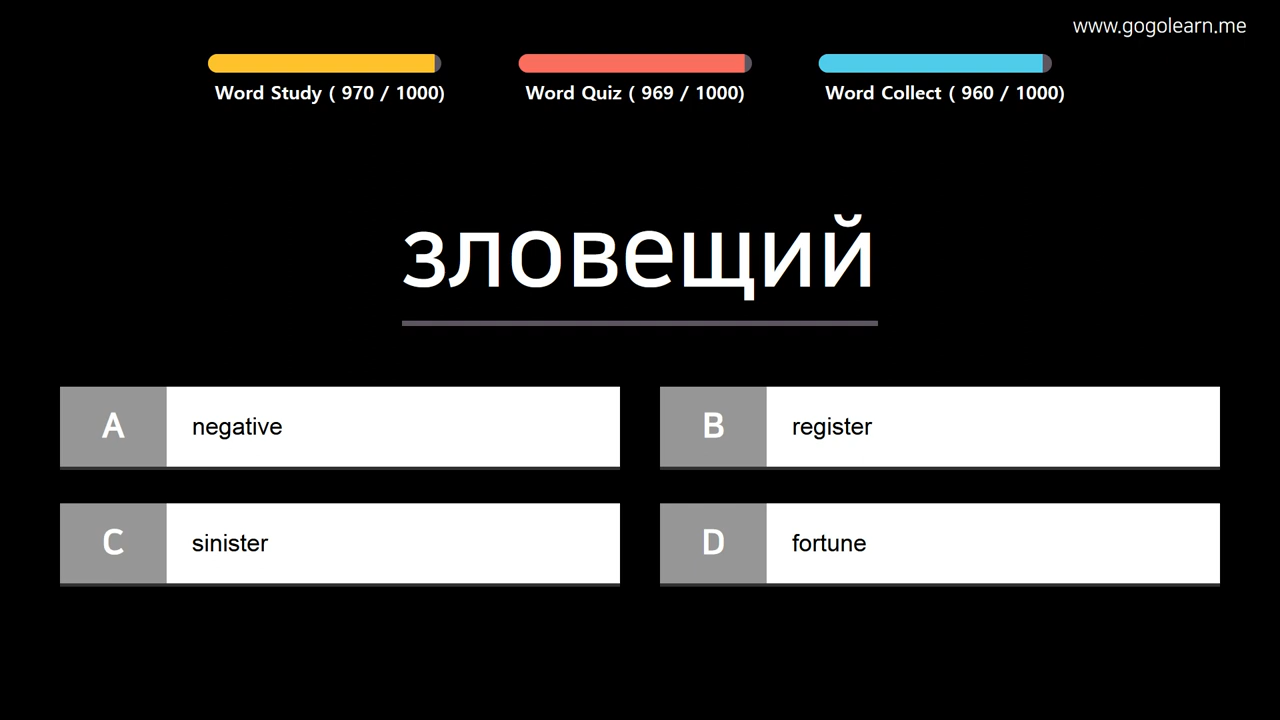 www.gogolearn.me
Word Study ( 970 / 1000)
Word Quiz ( 969 / 1000)
Word Collect ( 960 / 1000)
зловещий
A negative
B register
C sinister
D fortune